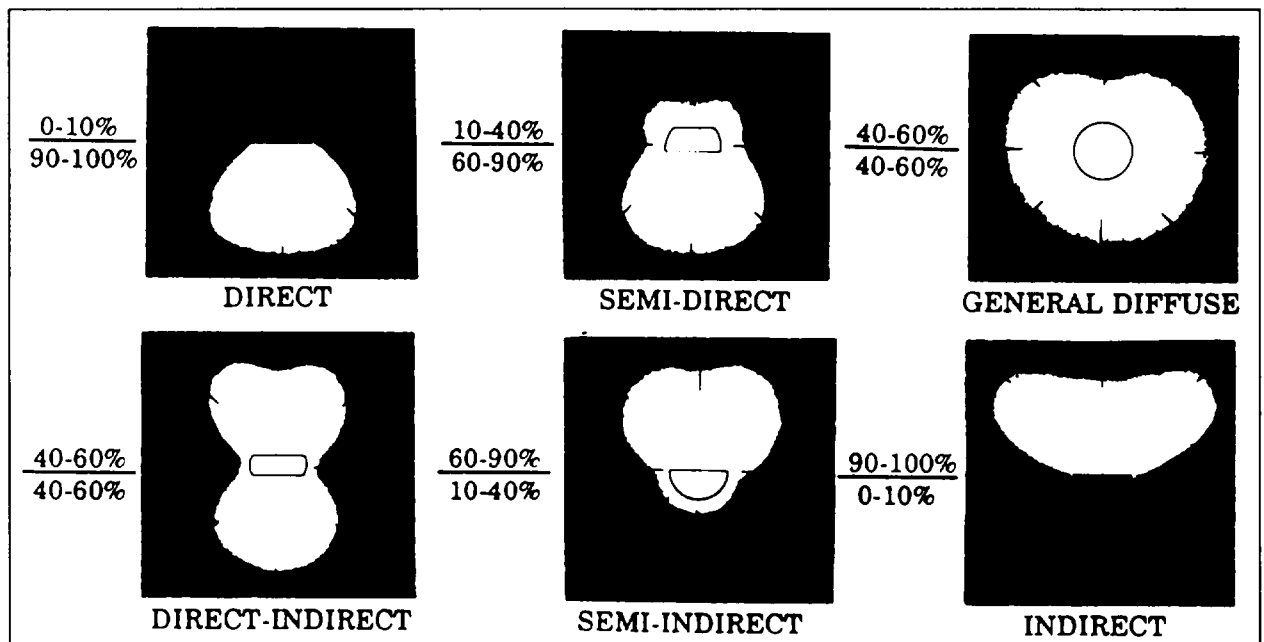 0-10%
90-100%
DIRECT
10-40%
60-90%
SEMI-DIRECT
40-60%
40-60%
GENERAL DIFFUSE
40-60%
40-60%
DIRECT-INDIRECT
60-90%
10-40%
SEMI-INDIRECT
90-100%
0-10%
INDIRECT